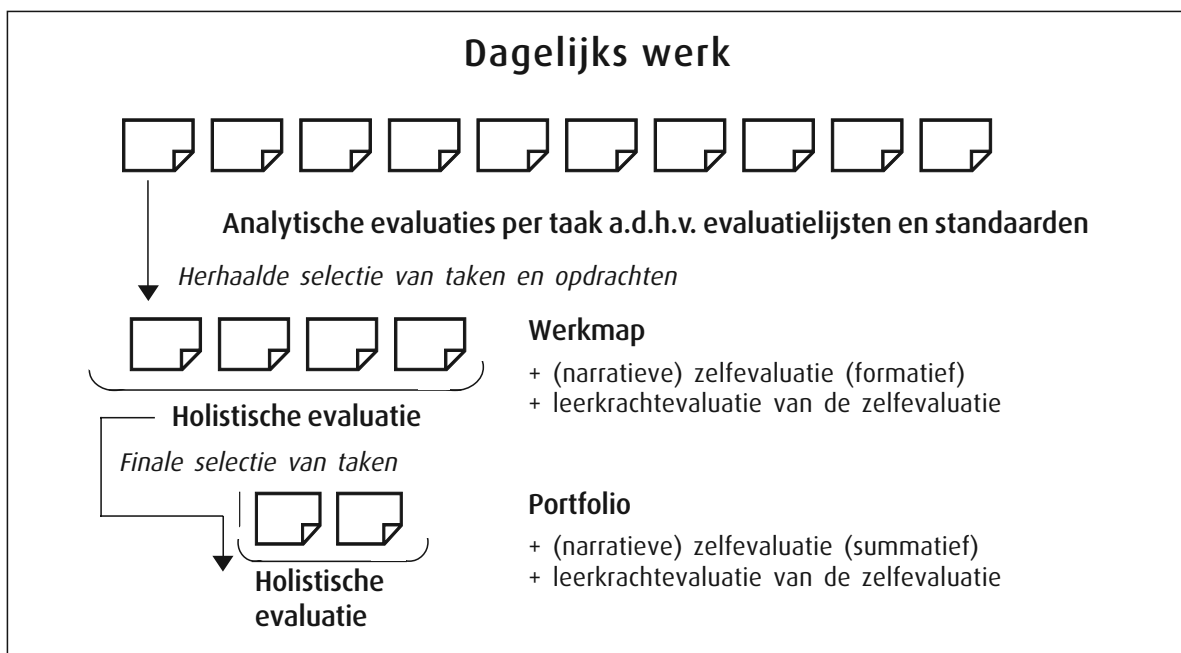 Dagelijks werk
Analytische evaluaties per taak a.d.h.v. evaluatielijsten en standaarden
Herhaalde selectie van taken en opdrachten
Werkmap
+ (narratieve) zelfevaluatie (formatief)
+ leerkrachtevaluatie van de zelfevaluatie
Holistische evaluatie
Finale selectie van taken
Portfolio
+ (narratieve) zelfevaluatie (summatief)
+ leerkrachtevaluatie van de zelfevaluatie
Holistische
evaluatie